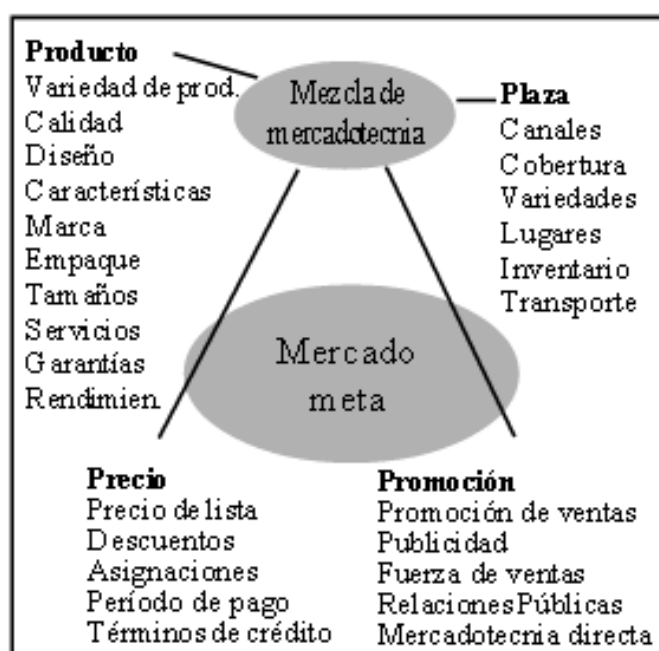 Producto
Variedad de prod.
Calidad
Diseño
Características
Marca
Empaque
Tamaños
Servicios
Garantías
Rendimien.
Mezcla de
mercadotecnia
Plaza
Canales
Cobertura
Variedades
Lugares
Inventario
Transporte
Mercado
meta
Precio
Precio de lista
Descuentos
Asignaciones
Período de pago
Términos de crédito
Promoción
Promoción de ventas
Publicidad
Fuerza de ventas
Relaciones Públicas
Mercadotecnia directa